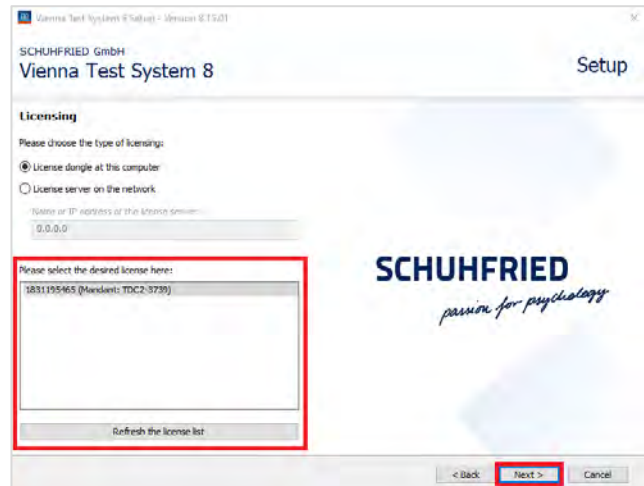 Vienna Test System 8 Setup - Version 8.15.01
SCHUHFRIED GmbH
Vienna Test System 8
Setup
Licensing
Please choose the type of licensing:
License dongle at this computer
License server on the network
Name or IP address of the license server:
0.0.0.0
Please select the desired license here:
1831195465 (Mandant: TDC2-3739)
Refresh the license list
SCHUHFRIED
passion for psychology
< Back
Next >
Cancel